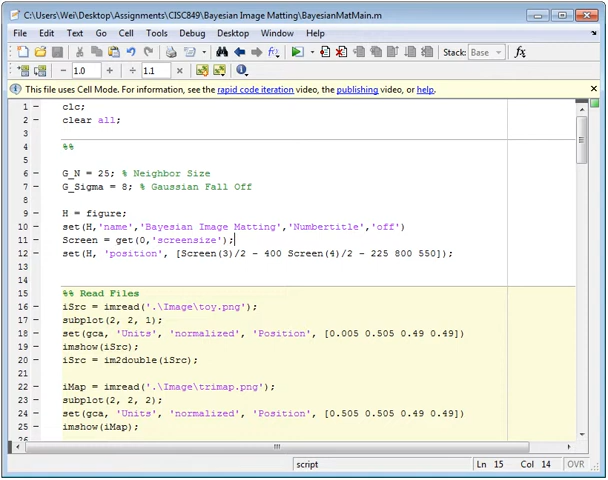 C:\Users\Wei\Desktop\Assignments\CISC849\Bayesian Image Matting\BayesianMatMain.m
File Edit Text Go Cell Tools Debug Desktop Window Help
Stack: Base fx
1.0 + ÷ 1.1 ×
This file uses Cell Mode. For information, see the rapid code iteration video, the publishing video, or help.
1 clc;
2 clear all;
3
4 %%
5
6 G_N = 25; % Neighbor Size
7 G_Sigma = 8; % Gaussian Fall Off
8
9 H = figure;
10 set(H,'name','Bayesian Image Matting','Numbertitle','off')
11 Screen = get(0,'screensize');
12 set(H, 'position', [Screen(3)/2 - 400 Screen(4)/2 - 225 800 550]);
13
14
15 %% Read Files
16 iSrc = imread('.\Image\toy.png');
17 subplot(2, 2, 1);
18 set(gca, 'Units', 'normalized', 'Position', [0.005 0.505 0.49 0.49])
19 imshow(iSrc);
20 iSrc = im2double(iSrc);
21
22 iMap = imread('.\Image\trimap.png');
23 subplot(2, 2, 2);
24 set(gca, 'Units', 'normalized', 'Position', [0.505 0.505 0.49 0.49])
25 imshow(iMap);
26
script Ln 15 Col 14 OVR